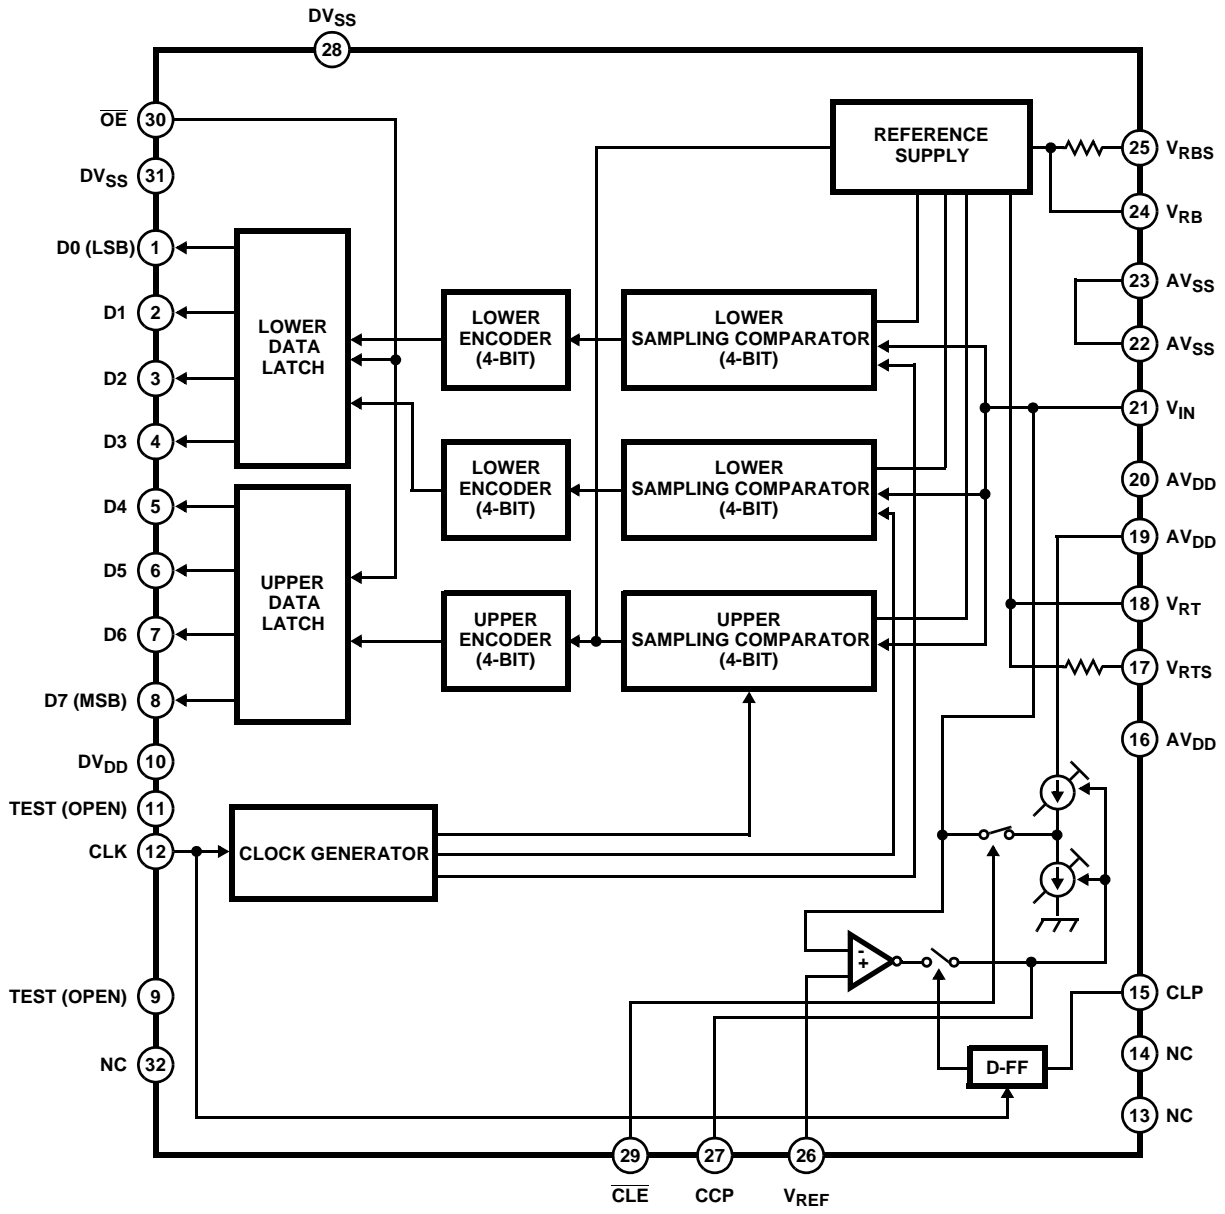 DVSS
28
OE
30
DVSS
31
D0 (LSB)
1
D1
2
D2
3
D3
4
D4
5
D5
6
D6
7
D7 (MSB)
8
DVDD
10
TEST (OPEN)
11
CLK
12
TEST (OPEN)
9
NC
32
LOWER
DATA
LATCH
UPPER
DATA
LATCH
CLOCK GENERATOR
LOWER
ENCODER
(4-BIT)
LOWER
ENCODER
(4-BIT)
UPPER
ENCODER
(4-BIT)
LOWER
SAMPLING COMPARATOR
(4-BIT)
LOWER
SAMPLING COMPARATOR
(4-BIT)
UPPER
SAMPLING COMPARATOR
(4-BIT)
REFERENCE
SUPPLY
-
+
D-FF
25
VRBS
24
VRB
23
AVSS
22
AVSS
21
VIN
20
AVDD
19
AVDD
18
VRT
17
VRTS
16
AVDD
15
CLP
14
NC
13
NC
29
CLE
27
CCP
26
VREF